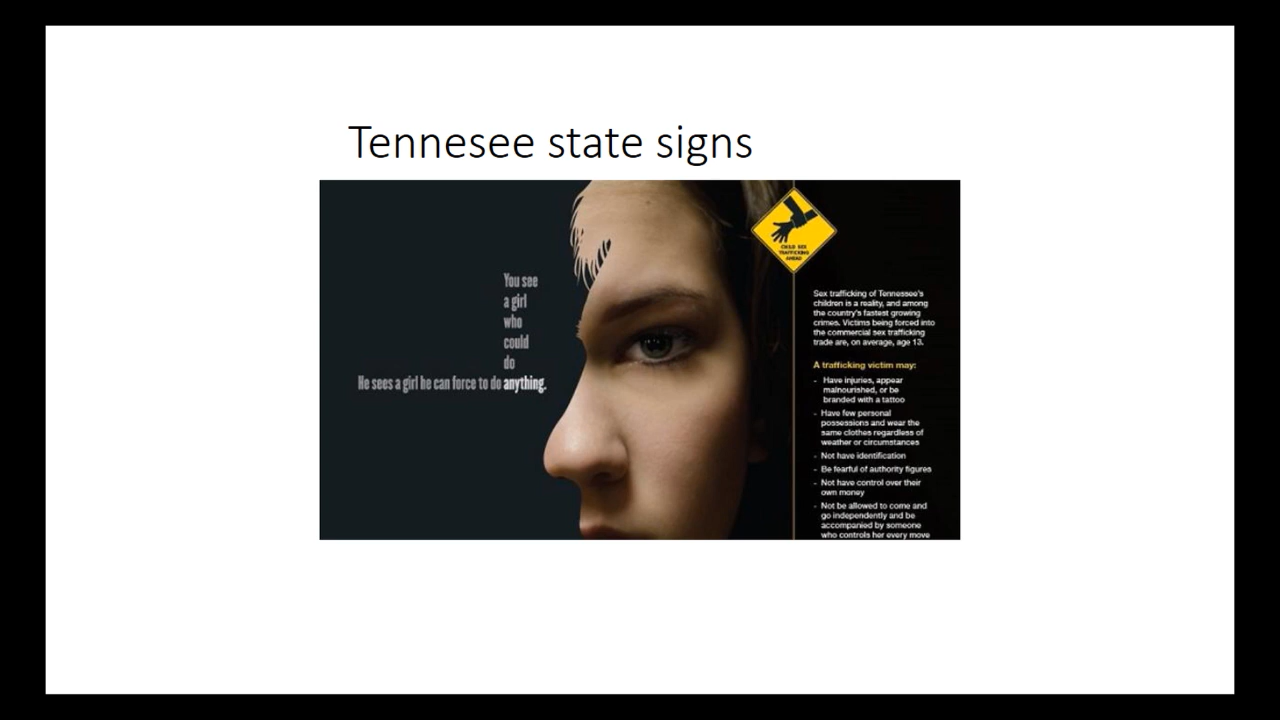 Tennesee state signs
You see
a girl
who
could
do
He sees a girl he can force to do anything.
CHILD SEX
TRAFFICKING
AHEAD
Sex trafficking of Tennessee's
children is a reality, and among
the country's fastest growing
crimes. Victims being forced into
the commercial sex trafficking
trade are, on average, age 13.
A trafficking victim may:
- Have injuries, appear
malnourished, or be
branded with a tattoo
- Have few personal
possessions and wear the
same clothes regardless of
weather or circumstances
- Not have identification
- Be fearful of authority figures
- Not have control over their
own money
- Not be allowed to come and
go independently and be
accompanied by someone
who controls her every move